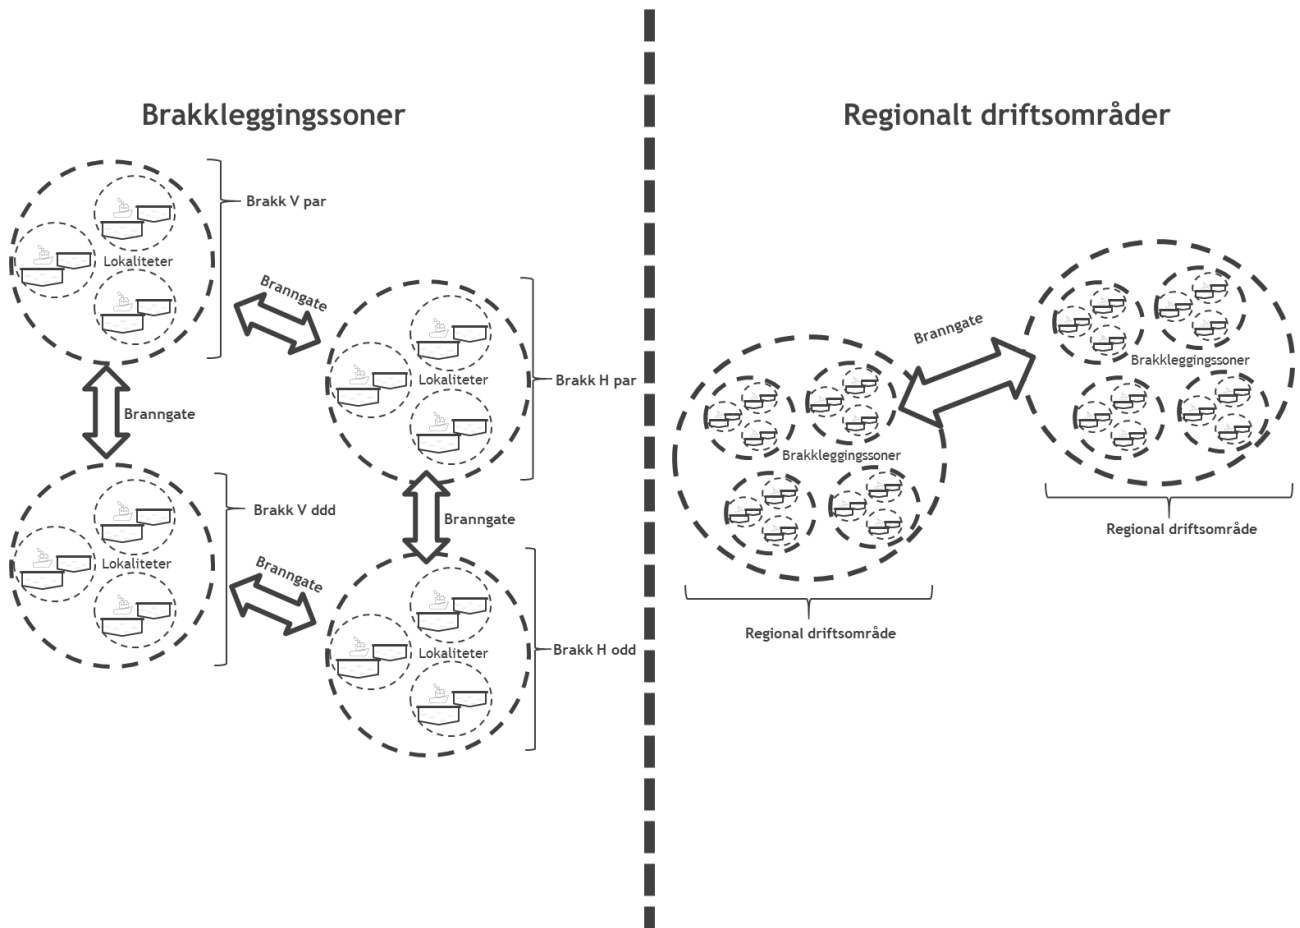 Brakkleggingssoner
Brakk V par
Lokaliteter
Branngate
Lokaliteter
Brakk H par
Branngate
Brakk V ddd
Lokaliteter
Branngate
Branngate
Lokaliteter
Brakk H odd
Regionalt driftsområder
Branngate
Brakkleggingssoner
Brakkleggingssoner
Regional driftsområde
Regional driftsområde